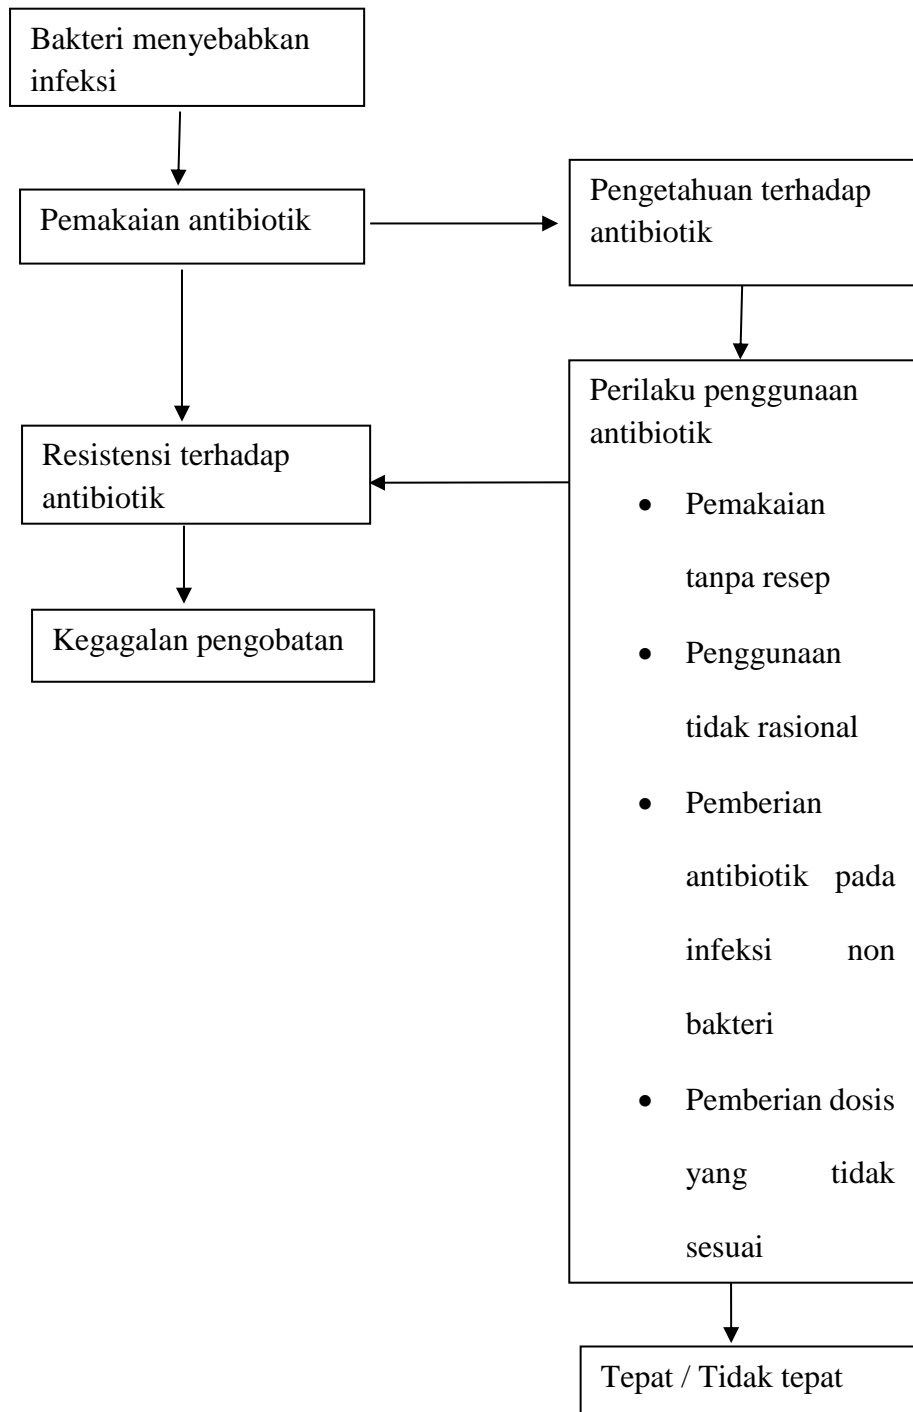 Bakteri menyebabkan
infeksi
Pemakaian antibiotik
Pengetahuan terhadap
antibiotik
Perilaku penggunaan
antibiotik
• Pemakaian
tanpa resep
• Penggunaan
tidak rasional
• Pemberian
antibiotik pada
infeksi non
bakteri
• Pemberian dosis
yang tidak
sesuai
Resistensi terhadap
antibiotik
Kegagalan pengobatan
Tepat / Tidak tepat